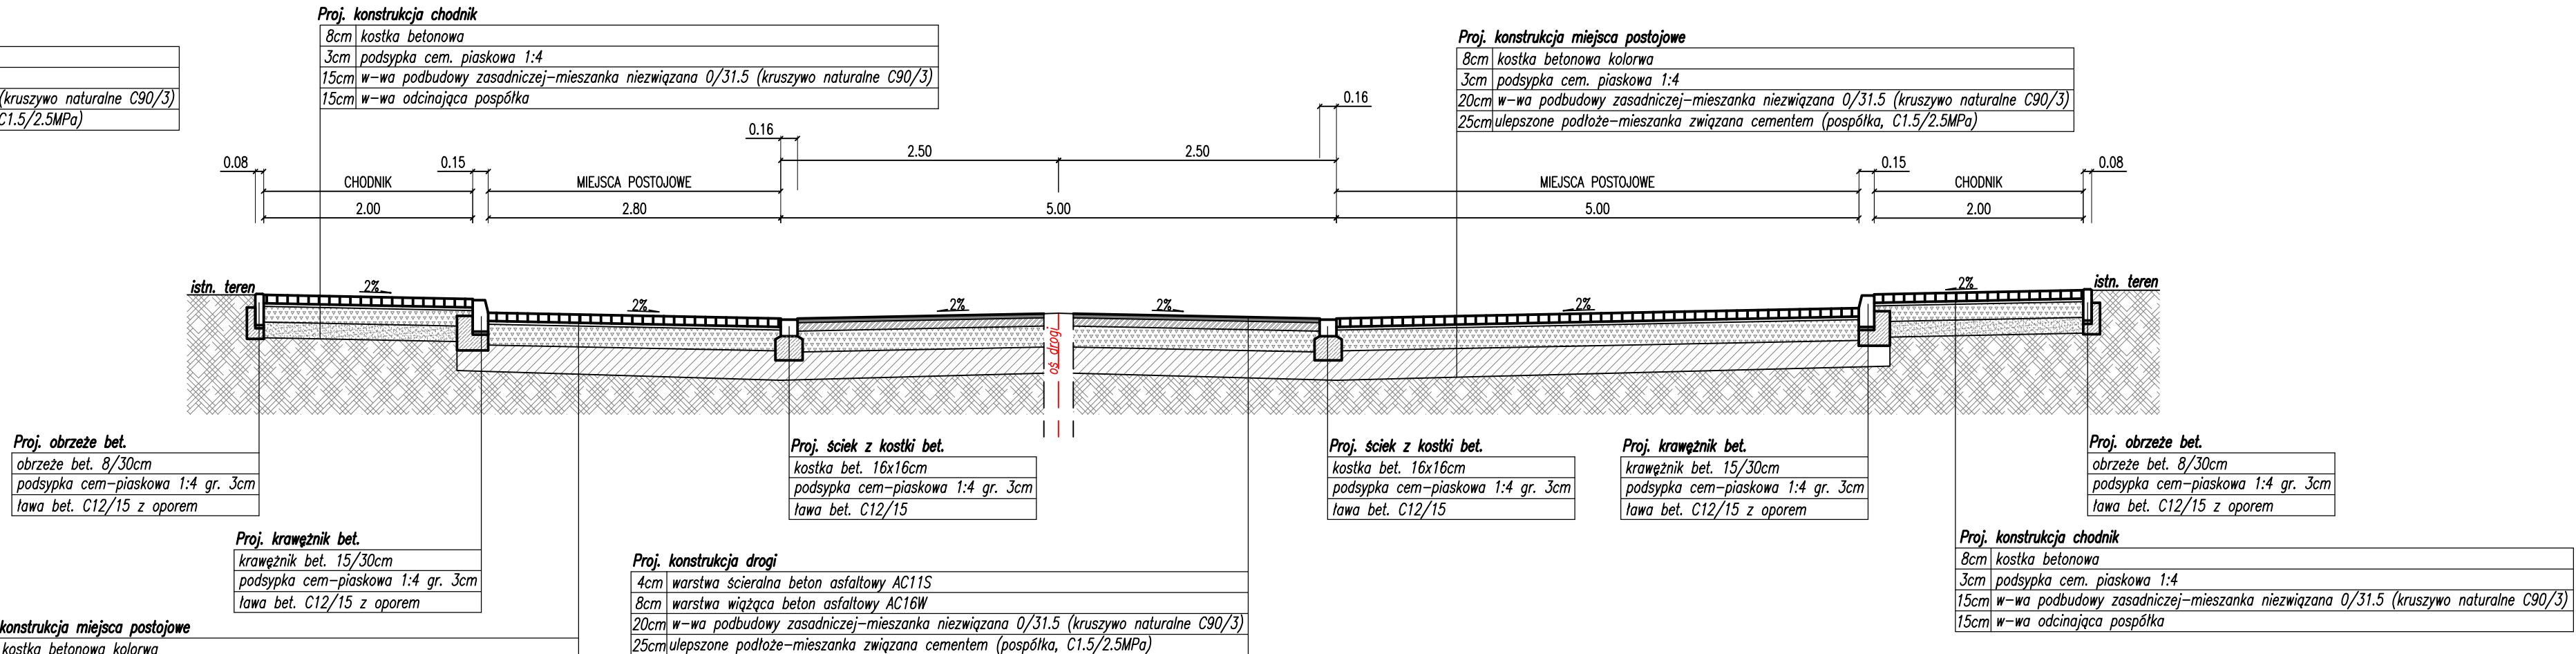 (kruszywo naturalne C90/3)
C1.5/2.5MPa)
Proj. konstrukcja chodnik
8cm kostka betonowa
3cm podsypka cem. piaskowa 1:4
15cm w-wa podbudowy zasadniczej-mieszanka niezwiązana 0/31.5 (kruszywo naturalne C90/3)
15cm w-wa odcinająca pospółka
Proj. konstrukcja miejsca postojowe
8cm kostka betonowa kolorwa
3cm podsypka cem. piaskowa 1:4
20cm w-wa podbudowy zasadniczej-mieszanka niezwiązana 0/31.5 (kruszywo naturalne C90/3)
25cm ulepszone podłoże-mieszanka związana cementem (pospółka, C1.5/2.5MPa)
0.16
0.16
2.50
2.50
0.08
0.15
0.15
0.08
CHODNIK
MIEJSCA POSTOJOWE
MIEJSCA POSTOJOWE
CHODNIK
2.00
2.80
5.00
5.00
2.00
istn. teren
2%
2%
2%
2%
2%
2%
istn. teren
oś drogi
Proj. obrzeże bet.
obrzeże bet. 8/30cm
podsypka cem-piaskowa 1:4 gr. 3cm
ława bet. C12/15 z oporem
Proj. krawężnik bet.
krawężnik bet. 15/30cm
podsypka cem-piaskowa 1:4 gr. 3cm
ława bet. C12/15 z oporem
Proj. ściek z kostki bet.
kostka bet. 16x16cm
podsypka cem-piaskowa 1:4 gr. 3cm
ława bet. C12/15
Proj. ściek z kostki bet.
kostka bet. 16x16cm
podsypka cem-piaskowa 1:4 gr. 3cm
ława bet. C12/15
Proj. krawężnik bet.
krawężnik bet. 15/30cm
podsypka cem-piaskowa 1:4 gr. 3cm
ława bet. C12/15 z oporem
Proj. obrzeże bet.
obrzeże bet. 8/30cm
podsypka cem-piaskowa 1:4 gr. 3cm
ława bet. C12/15 z oporem
konstrukcja miejsca postojowe
kostka betonowa kolorwa
Proj. konstrukcja drogi
4cm warstwa ścieralna beton asfaltowy AC11S
8cm warstwa wiążąca beton asfaltowy AC16W
20cm w-wa podbudowy zasadniczej-mieszanka niezwiązana 0/31.5 (kruszywo naturalne C90/3)
25cm ulepszone podłoże-mieszanka związana cementem (pospółka, C1.5/2.5MPa)
Proj. konstrukcja chodnik
8cm kostka betonowa
3cm podsypka cem. piaskowa 1:4
15cm w-wa podbudowy zasadniczej-mieszanka niezwiązana 0/31.5 (kruszywo naturalne C90/3)
15cm w-wa odcinająca pospółka